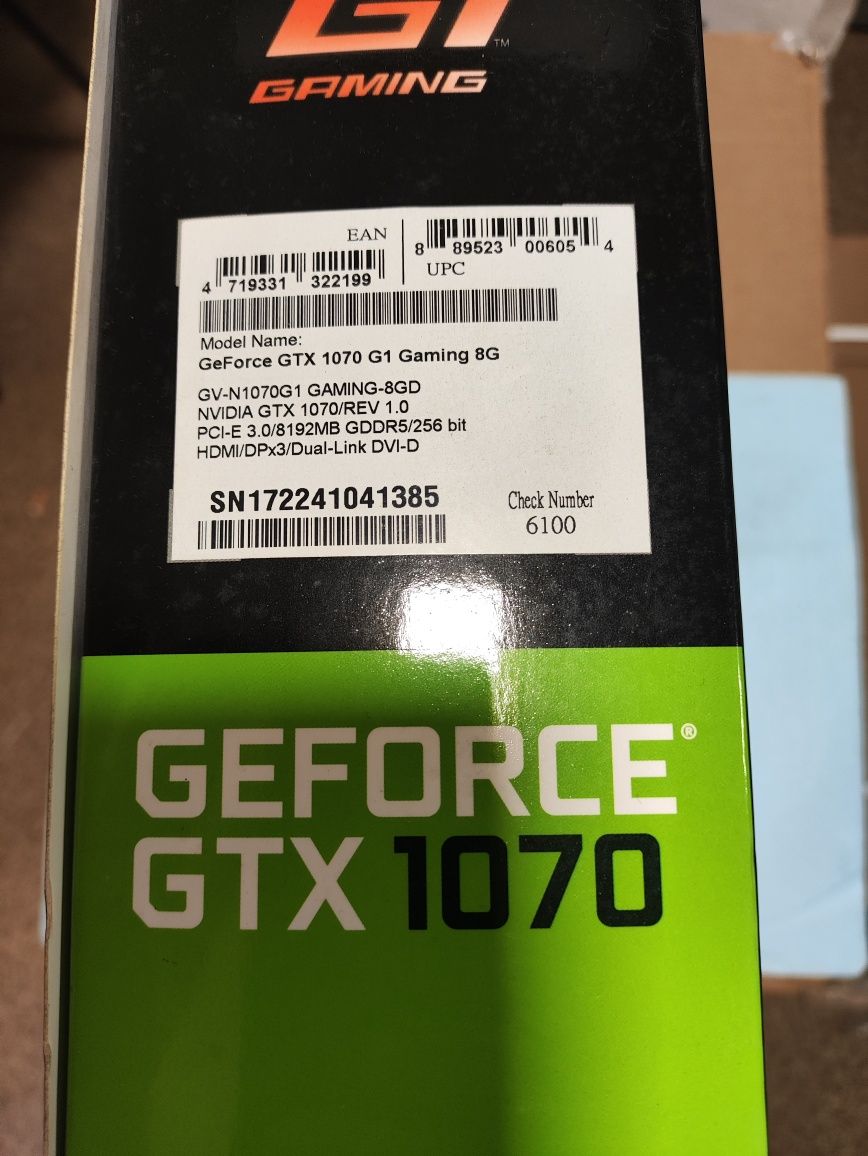 G1™
GAMING
EAN
4 719331 322199
8 89523 00605 4
UPC
Model Name:
GeForce GTX 1070 G1 Gaming 8G
GV-N1070G1 GAMING-8GD
NVIDIA GTX 1070/REV 1.0
PCI-E 3.0/8192MB GDDR5/256 bit
HDMI/DPx3/Dual-Link DVI-D
SN172241041385
Check Number
6100
GEFORCE®
GTX 1070